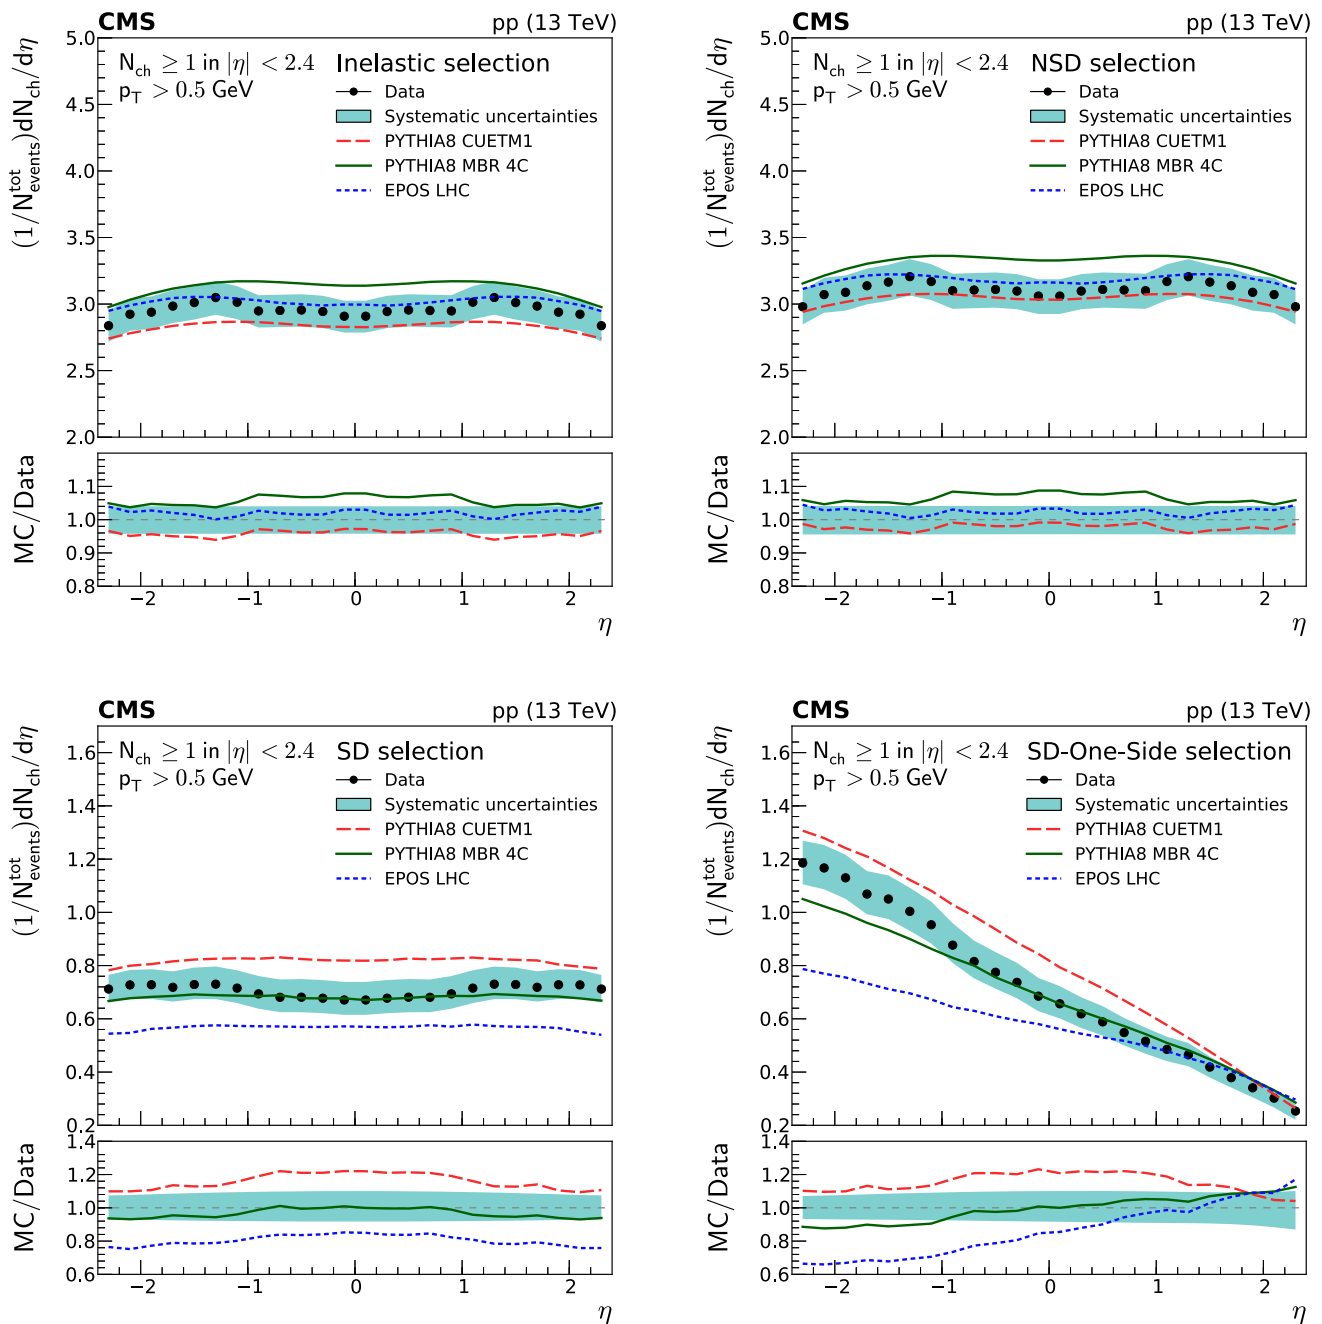 CMS pp (13 TeV)
(1/N^tot_events)dN_ch/dη
5.0
4.5
4.0
3.5
3.0
2.5
2.0
N_ch ≥ 1 in |η| < 2.4
p_T > 0.5 GeV
Inelastic selection
Data
Systematic uncertainties
PYTHIA8 CUETM1
PYTHIA8 MBR 4C
EPOS LHC
MC/Data
1.1
1.0
0.9
0.8
−2 −1 0 1 2
η
CMS pp (13 TeV)
(1/N^tot_events)dN_ch/dη
5.0
4.5
4.0
3.5
3.0
2.5
2.0
N_ch ≥ 1 in |η| < 2.4
p_T > 0.5 GeV
NSD selection
Data
Systematic uncertainties
PYTHIA8 CUETM1
PYTHIA8 MBR 4C
EPOS LHC
MC/Data
1.1
1.0
0.9
0.8
−2 −1 0 1 2
η
CMS pp (13 TeV)
(1/N^tot_events)dN_ch/dη
1.6
1.4
1.2
1.0
0.8
0.6
0.4
0.2
N_ch ≥ 1 in |η| < 2.4
p_T > 0.5 GeV
SD selection
Data
Systematic uncertainties
PYTHIA8 CUETM1
PYTHIA8 MBR 4C
EPOS LHC
MC/Data
1.4
1.2
1.0
0.8
0.6
−2 −1 0 1 2
η
CMS pp (13 TeV)
(1/N^tot_events)dN_ch/dη
1.6
1.4
1.2
1.0
0.8
0.6
0.4
0.2
N_ch ≥ 1 in |η| < 2.4
p_T > 0.5 GeV
SD-One-Side selection
Data
Systematic uncertainties
PYTHIA8 CUETM1
PYTHIA8 MBR 4C
EPOS LHC
MC/Data
1.4
1.2
1.0
0.8
0.6
−2 −1 0 1 2
η